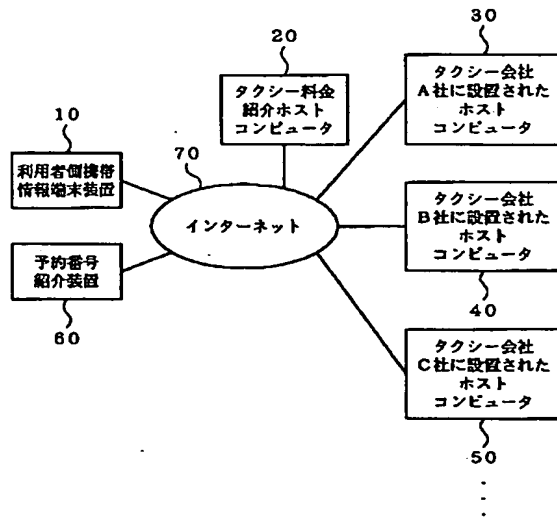 20
タクシー料金
紹介ホスト
コンピュータ
30
タクシー会社
A社に設置された
ホスト
コンピュータ
10
利用者側携帯
情報端末装置
70
インターネット
タクシー会社
B社に設置された
ホスト
コンピュータ
40
予約番号
紹介装置
60
タクシー会社
C社に設置された
ホスト
コンピュータ
50